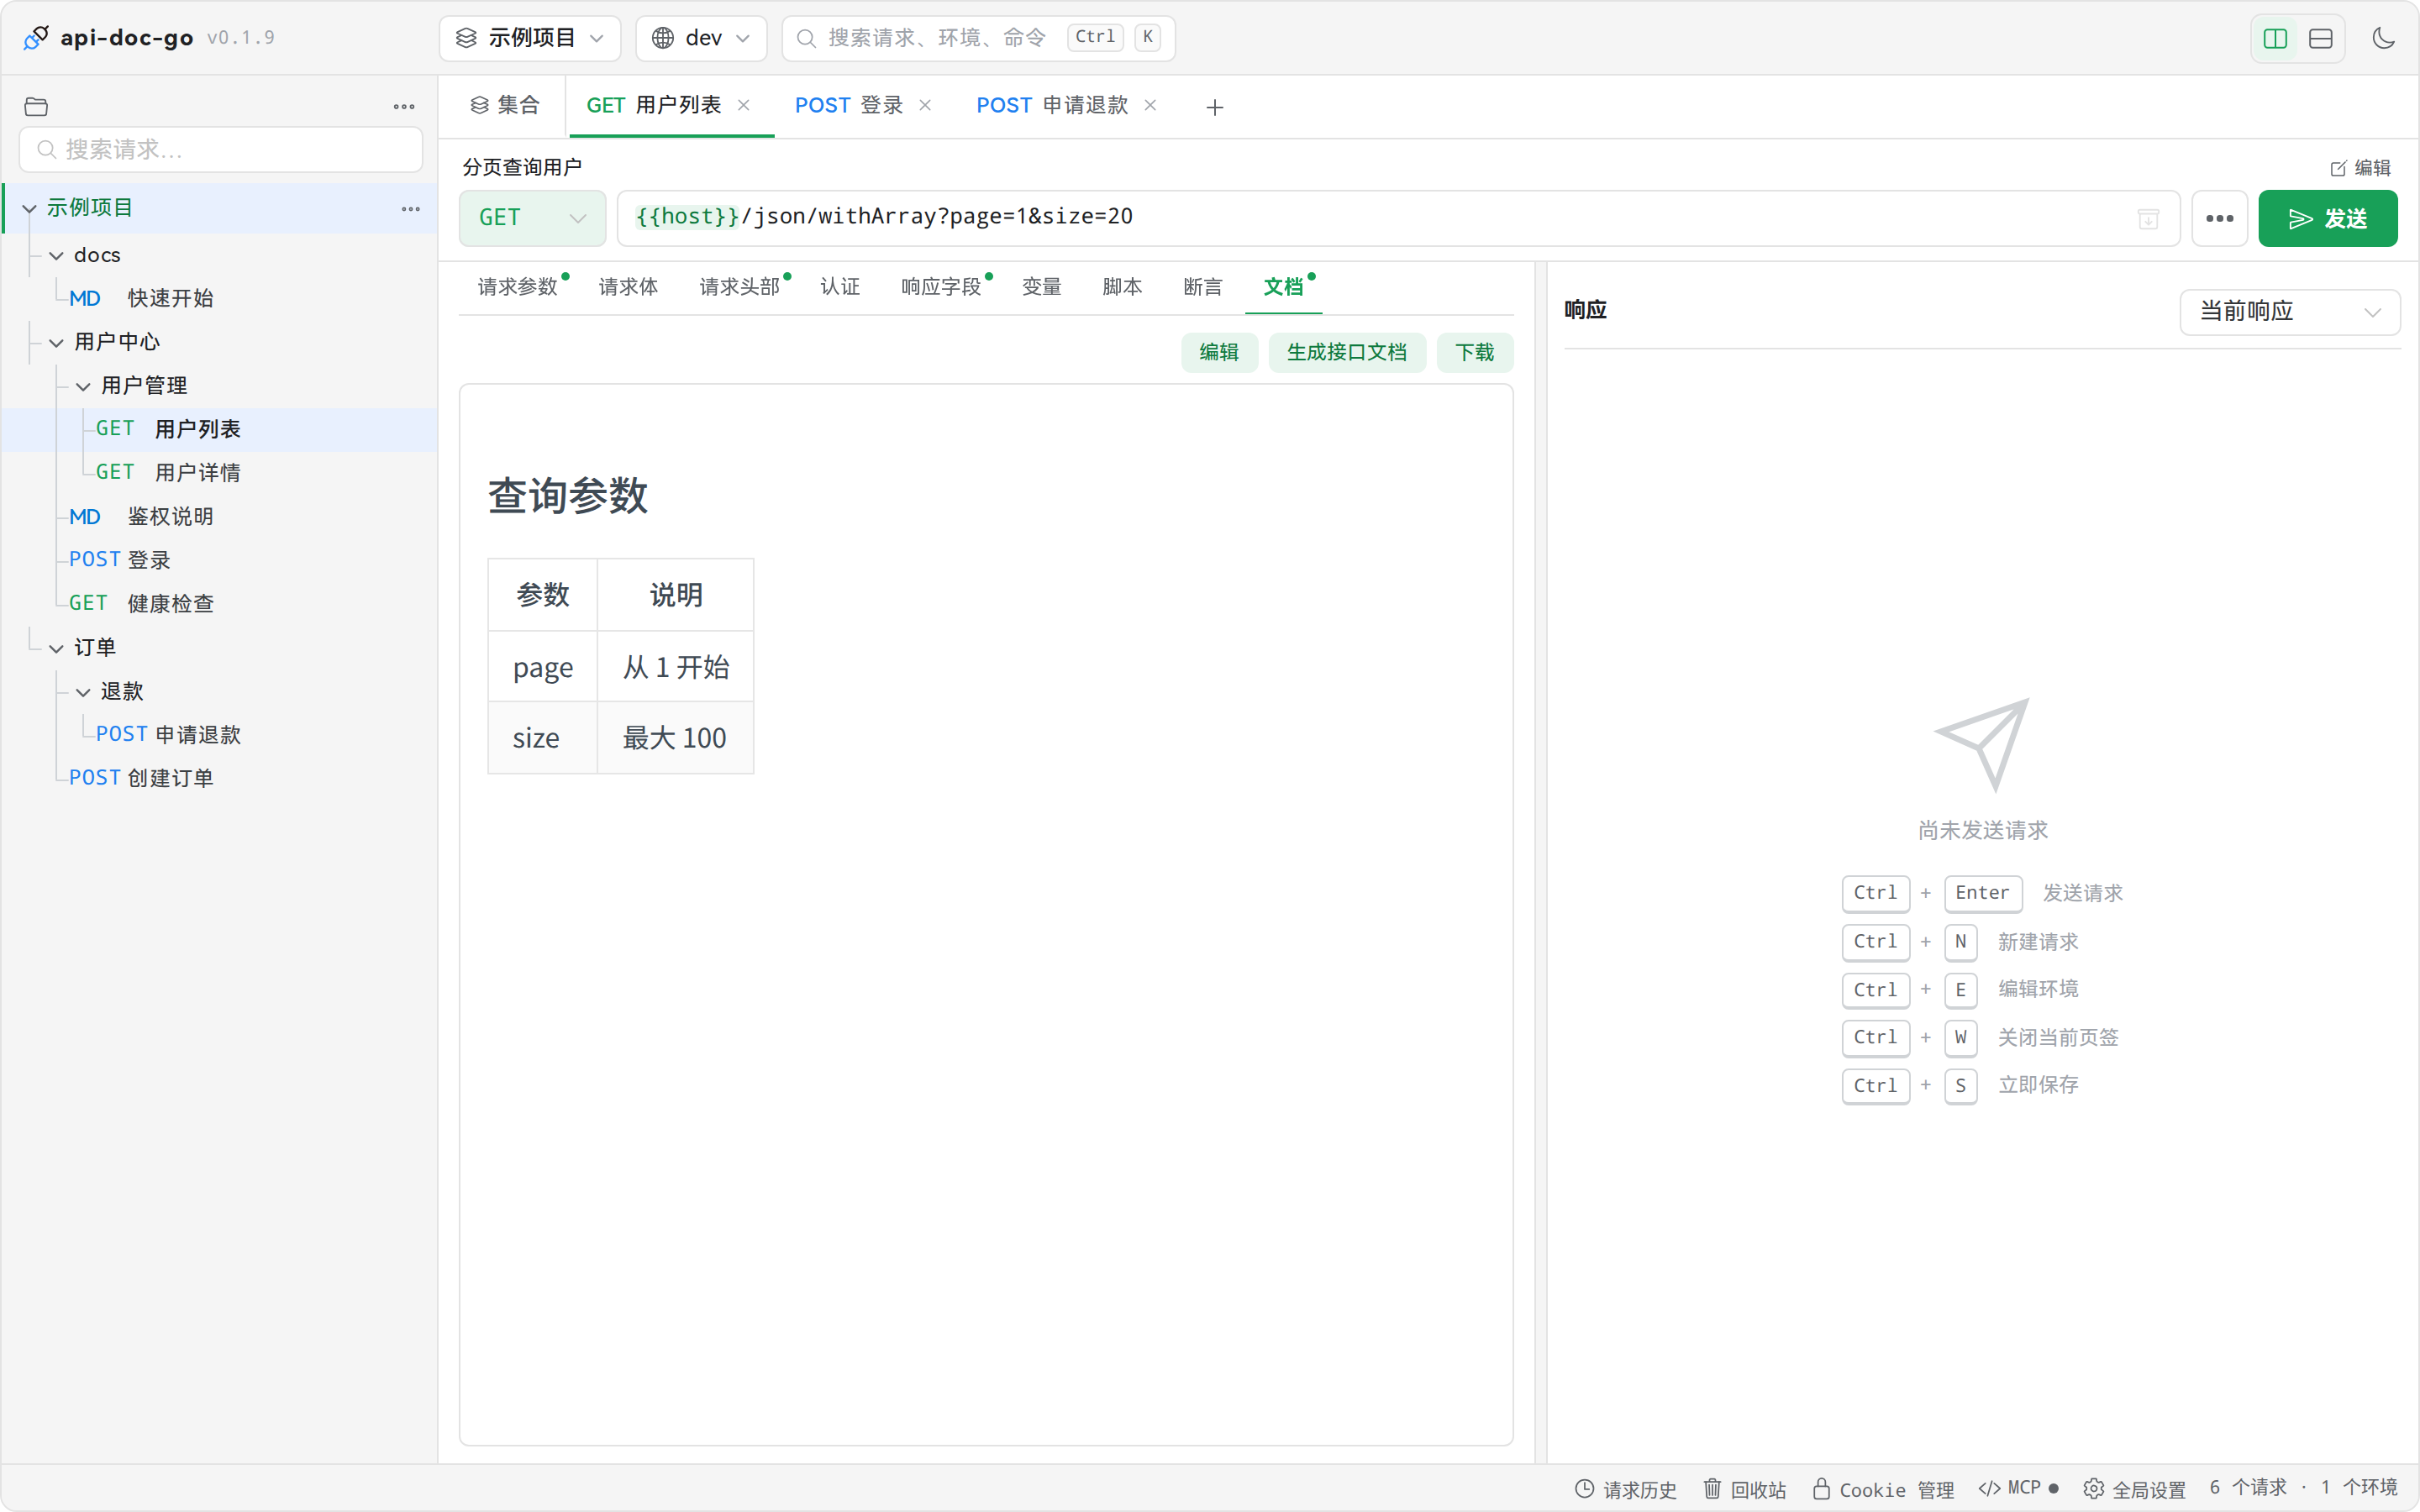 api-doc-go v0.1.9
示例项目
dev
搜索请求、环境、命令 Ctrl K
搜索请求...
示例项目
docs
MD 快速开始
用户中心
用户管理
GET 用户列表
GET 用户详情
MD 鉴权说明
POST 登录
GET 健康检查
订单
退款
POST 申请退款
POST 创建订单
集合
GET 用户列表
POST 登录
POST 申请退款
分页查询用户
编辑
GET
{{host}}/json/withArray?page=1&size=20
发送
请求参数 请求体 请求头部 认证 响应字段 变量 脚本 断言 文档
编辑 生成接口文档 下载
查询参数
参数 说明
page 从 1 开始
size 最大 100
响应
当前响应
尚未发送请求
Ctrl + Enter 发送请求
Ctrl + N 新建请求
Ctrl + E 编辑环境
Ctrl + W 关闭当前页签
Ctrl + S 立即保存
请求历史 回收站 Cookie 管理 MCP 全局设置 6 个请求 · 1 个环境